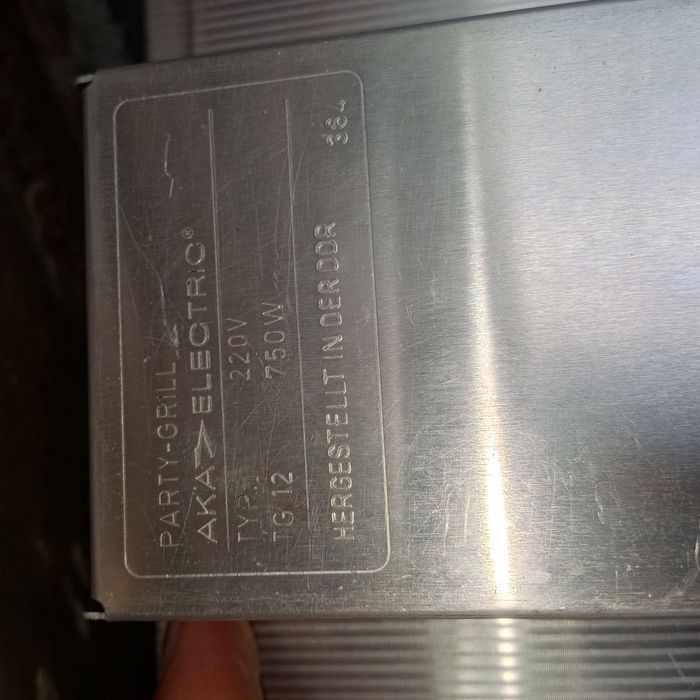 PARTY-GRILL
AKA ELECTRIC®
TYP: 220V
TG 12 750W
HERGESTELLT IN DER DDR 384